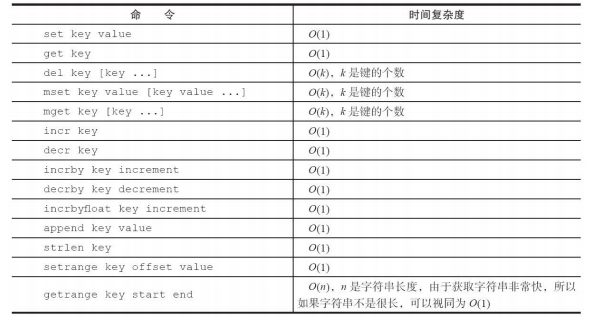 命 令 时间复杂度
set key value O(1)
get key O(1)
del key [key ...] O(k)，k 是键的个数
mset key value [key value ...] O(k)，k 是键的个数
mget key [key ...] O(k)，k 是键的个数
incr key O(1)
decr key O(1)
incrby key increment O(1)
decrby key decrement O(1)
incrbyfloat key increment O(1)
append key value O(1)
strlen key O(1)
setrange key offset value O(1)
getrange key start end O(n)，n 是字符串长度，由于获取字符串非常快，所以
如果字符串不是很长，可以视同为 O(1)